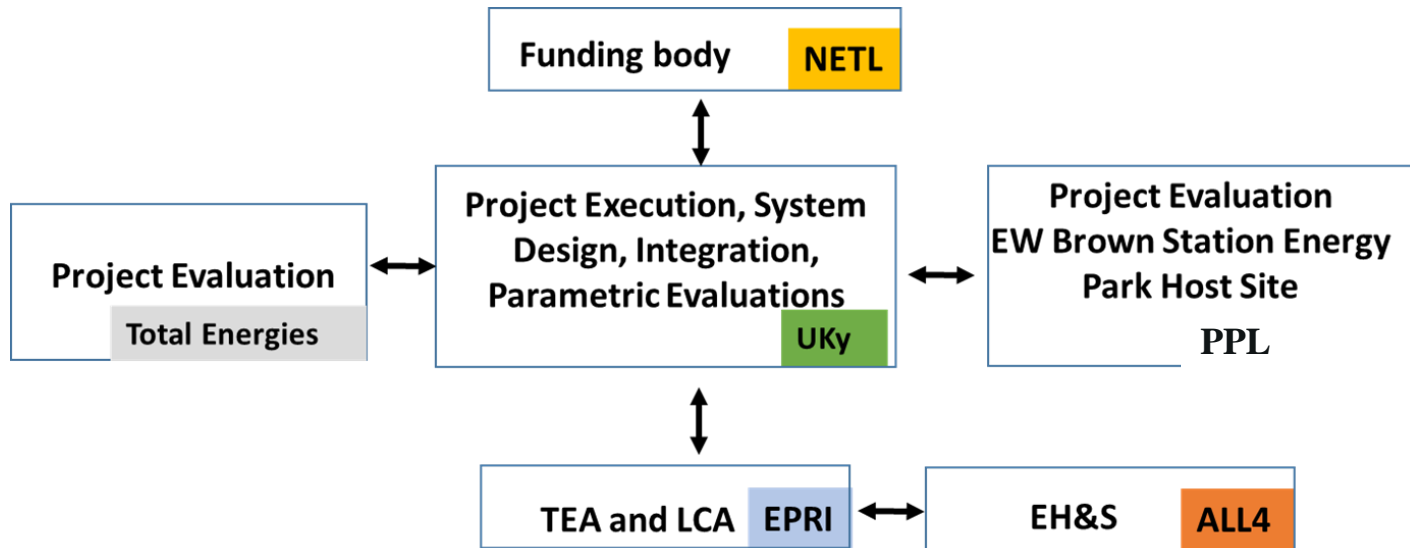 Funding body
NETL
Project Evaluation
Total Energies
Project Execution, System
Design, Integration,
Parametric Evaluations
UKy
Project Evaluation
EW Brown Station Energy
Park Host Site
PPL
TEA and LCA
EPRI
EH&S
ALL4